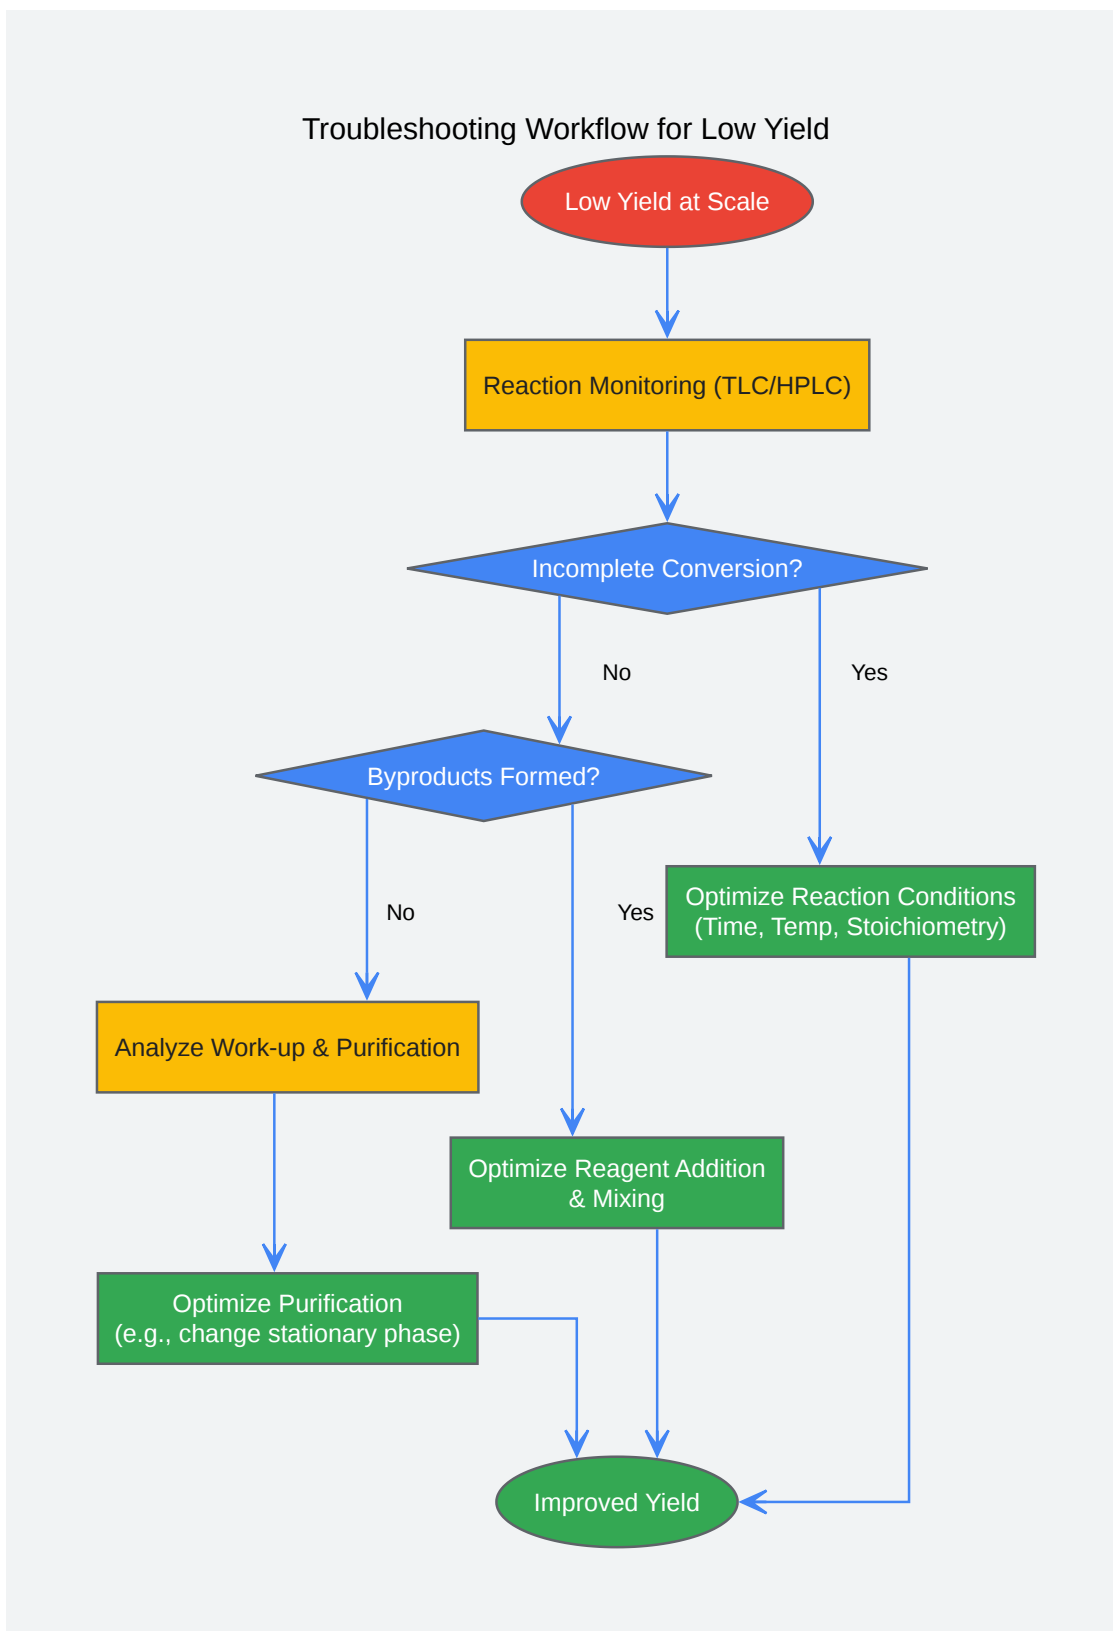 Troubleshooting Workflow for Low Yield
Low Yield at Scale
Reaction Monitoring (TLC/HPLC)
Incomplete Conversion?
No
Yes
Byproducts Formed?
No
Yes
Optimize Reaction Conditions
(Time, Temp, Stoichiometry)
Analyze Work-up & Purification
Optimize Reagent Addition
& Mixing
Optimize Purification
(e.g., change stationary phase)
Improved Yield